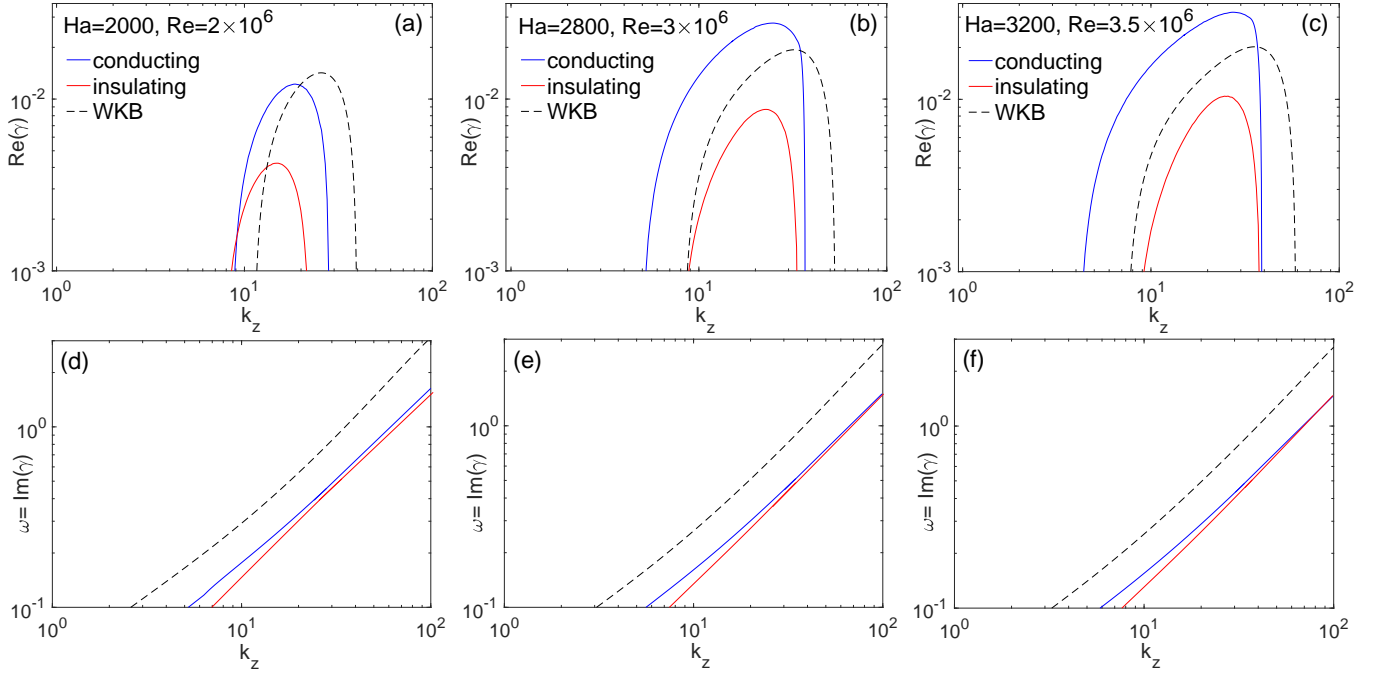 Ha=2000, Re=2×10^6 (a)
conducting
insulating
WKB
Re(γ)
10^-2
10^-3
10^0 10^1 10^2
k_z
Ha=2800, Re=3×10^6 (b)
conducting
insulating
WKB
Re(γ)
10^-2
10^-3
10^0 10^1 10^2
k_z
Ha=3200, Re=3.5×10^6 (c)
conducting
insulating
WKB
Re(γ)
10^-2
10^-3
10^0 10^1 10^2
k_z
(d)
ω= Im(γ)
10^0
10^-1
10^0 10^1 10^2
k_z
(e)
ω= Im(γ)
10^0
10^-1
10^0 10^1 10^2
k_z
(f)
ω= Im(γ)
10^0
10^-1
10^0 10^1 10^2
k_z